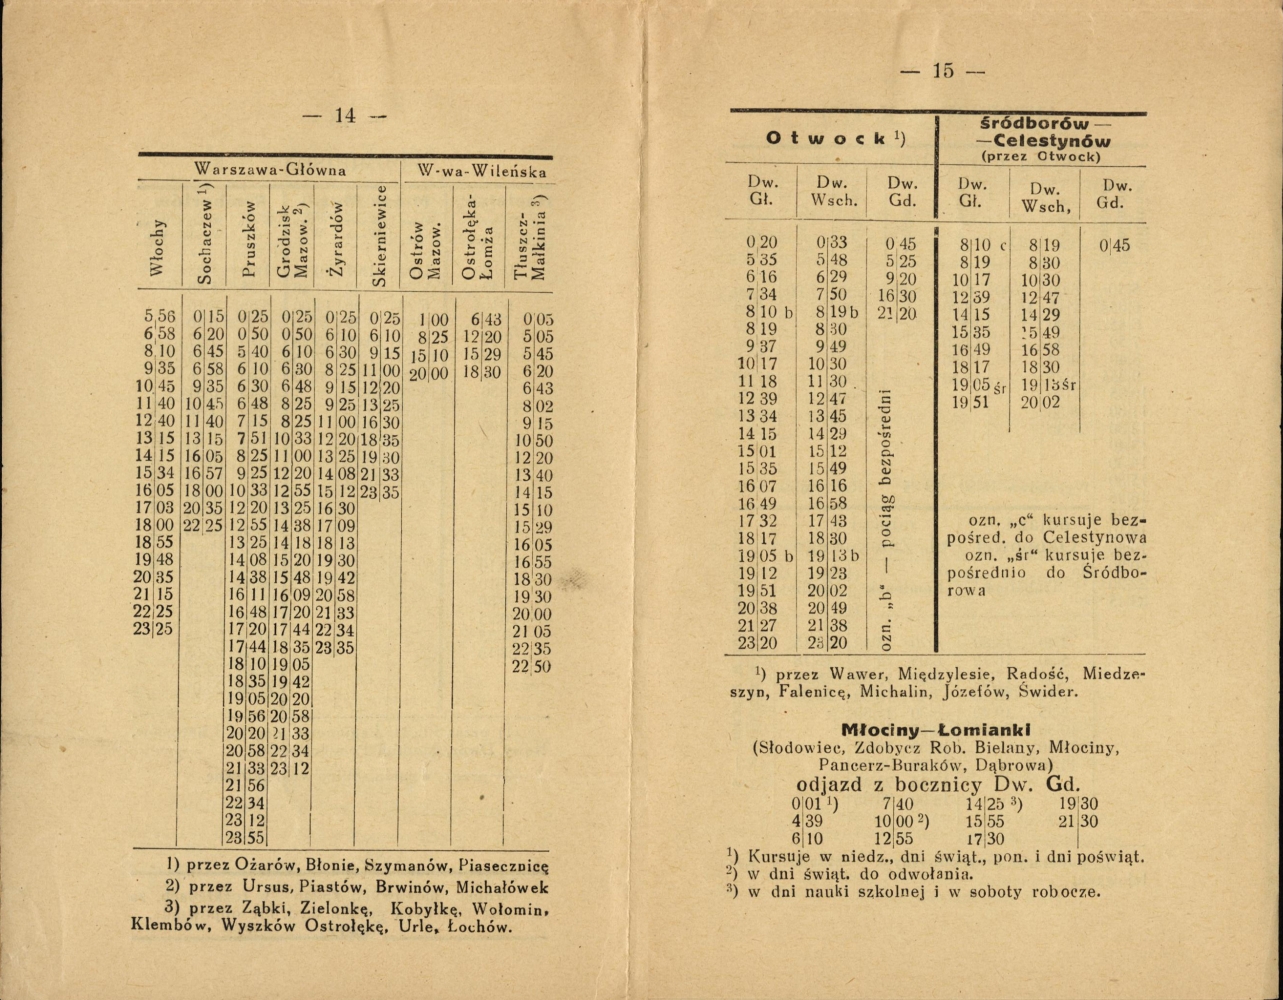 — 14 —
Warszawa-Główna W-wa-Wileńska
Włochy
Sochaczew ¹)
Pruszków
Grodzisk
Mazow. ²)
Żyrardów
Skierniewice
Ostrów
Mazow.
Ostrołęka-
Łomża
Tłuszcz-
Małkinia ³)
5|56 0|15 0|25 0|25 0|25 0|25 1|00 6|43 0|05
6|58 6|20 0|50 0|50 6|10 6|10 8|25 12|20 5|05
8|10 6|45 5|40 6|10 6|30 9|15 15|10 15|29 5|45
9|35 6|58 6|10 6|30 8|25 11|00 20|00 18|30 6|20
10|45 9|35 6|30 6|48 9|15 12|20 6|43
11|40 10|45 6|48 8|25 9|25 13|25 8|02
12|40 11|40 7|15 8|25 11|00 16|30 9|15
13|15 13|15 7|51 10|33 12|20 18|35 10|50
14|15 16|05 8|25 11|00 13|25 19|30 12|20
15|34 16|57 9|25 12|20 14|08 21|33 13|40
16|05 18|00 10|33 12|55 15|12 23|35 14|15
17|03 20|35 12|20 13|25 16|30 15|10
18|00 22|25 12|55 14|38 17|09 15|29
18|55 13|25 14|18 18|13 16|05
19|48 14|08 15|20 19|30 16|55
20|35 14|38 15|48 19|42 18|30
21|15 16|11 16|09 20|58 19|30
22|25 16|48 17|20 21|33 20|00
23|25 17|20 17|44 22|34 21|05
17|44 18|35 23|35 22|35
18|10 19|05 22|50
18|35 19|42
19|05 20|20
19|56 20|58
20|20 21|33
20|58 22|34
21|33 23|12
21|56
22|34
23|12
23|55
1) przez Ożarów, Błonie, Szymanów, Piasecznicę
2) przez Ursus, Piastów, Brwinów, Michałówek
3) przez Ząbki, Zielonkę, Kobyłkę, Wołomin,
Klembów, Wyszków Ostrołękę, Urle, Łochów.
— 15 —
Otwock ¹)
śródborów —
—Celestynów
(przez Otwock)
Dw. Gł.
Dw. Wsch.
Dw. Gd.
Dw. Gł.
Dw. Wsch,
Dw. Gd.
0|20 0|33 0|45 8|10 c 8|19 0|45
5|35 5|48 5|25 8|19 8|30
6|16 6|29 9|20 10|17 10|30
7|34 7|50 16|30 12|39 12|47
8|10 b 8|19 b 21|20 14|15 14|29
8|19 8|30 15|35 15|49
9|37 9|49 16|49 16|58
10|17 10|30 18|17 18|30
11|18 11|30 19|05 śr 19|13 śr
12|39 12|47 19|51 20|02
13|34 13|45
14|15 14|29
15|01 15|12
15|35 15|49
16|07 16|16
16|49 16|58
17|32 17|43
18|17 18|30
19|05 b 19|13 b
19|12 19|23
19|51 20|02
20|38 20|49
21|27 21|38
23|20 23|20
ozn. „b" — pociąg bezpośredni
ozn. „c“ kursuje bez-
pośred. do Celestynowa
ozn. „śr“ kursuje bez-
pośrednio do Śródbo-
rowa
¹) przez Wawer, Międzylesie, Radość, Miedze-
szyn, Falenicę, Michalin, Józefów, Świder.
Młociny—Łomianki
(Słodowiec, Zdobycz Rob. Bielany, Młociny,
Pancerz-Buraków, Dąbrowa)
odjazd z bocznicy Dw. Gd.
0|01 ¹) 7|40 14|25 ³) 19|30
4|39 10|00 ²) 15|55 21|30
6|10 12|55 17|30
¹) Kursuje w niedz., dni świąt., pon. i dni poświąt.
²) w dni świąt. do odwołania.
³) w dni nauki szkolnej i w soboty robocze.